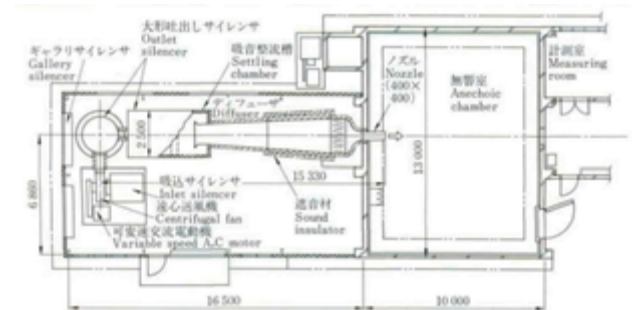 大形吐出しサイレンサ
Outlet
silencer
ギャラリサイレンサ
Gallery
silencer
吸音整流槽
Settling
chamber
ディフューザ
Diffuser
ノズル
Nozzle
(400×
400)
無響室
Anechoic
chamber
計測室
Measuring
room
2 500
6 860
13 000
15 330
吸込サイレンサ
Inlet silencer
遠心送風機
Centrifugal fan
可変速交流電動機
Variable speed A.C motor
遮音材
Sound
insulator
16 500
10 000